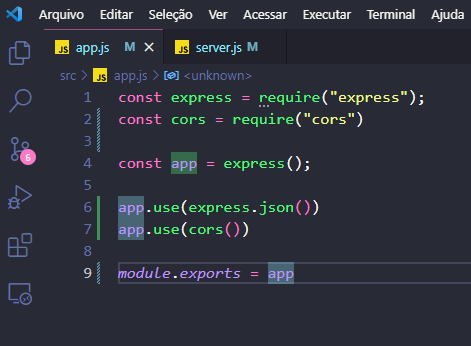 Arquivo Editar Seleção Ver Acessar Executar Terminal Ajuda
JS app.js M × JS server.js M
src > JS app.js > <unknown>
1 const express = require("express");
2 const cors = require("cors")
3
4 const app = express();
5
6 app.use(express.json())
7 app.use(cors())
8
9 module.exports = app
6